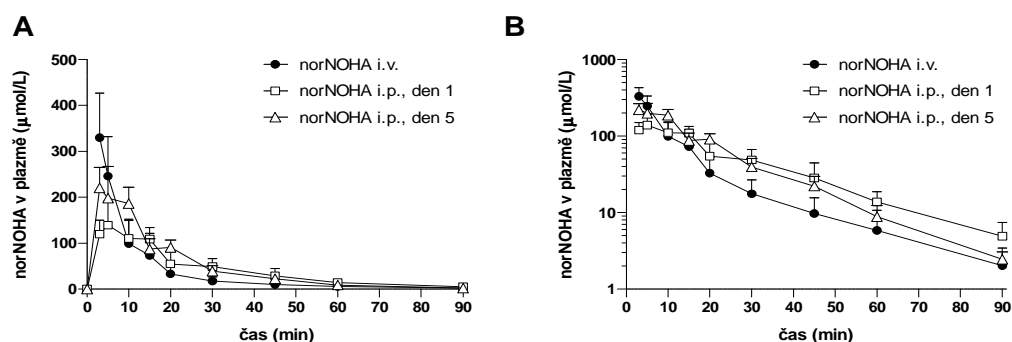 A
norNOHA v plazmě (µmol/L)
500
400
300
200
100
0
norNOHA i.v.
norNOHA i.p., den 1
norNOHA i.p., den 5
0 10 20 30 40 50 60 70 80 90
čas (min)
B
norNOHA v plazmě (µmol/L)
1000
100
10
1
norNOHA i.v.
norNOHA i.p., den 1
norNOHA i.p., den 5
0 10 20 30 40 50 60 70 80 90
čas (min)